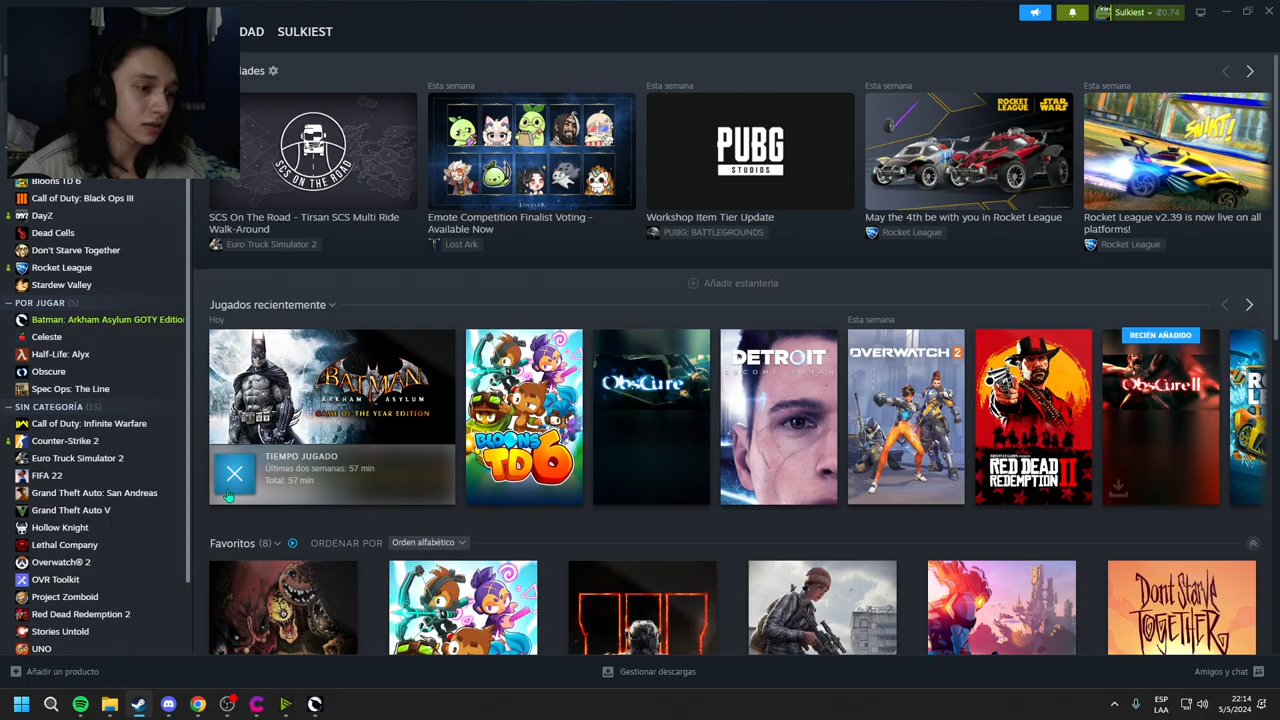 DAD SULKIEST
Sulkiest ₡0,74
dades
Esta semana
Esta semana
Esta semana
Esta semana
SCS ON THE ROAD
LOST ARK
PUBG
STUDIOS
ROCKET LEAGUE STAR WARS
SCS On The Road - Tirsan SCS Multi Ride
Walk-Around
Euro Truck Simulator 2
Emote Competition Finalist Voting -
Available Now
Lost Ark
Workshop Item Tier Update
PUBG: BATTLEGROUNDS
May the 4th be with you in Rocket League
Rocket League
Rocket League v2.39 is now live on all
platforms!
Rocket League
Bloons TD 6
Call of Duty: Black Ops III
DayZ
Dead Cells
Don't Starve Together
Rocket League
Stardew Valley
POR JUGAR (5)
Batman: Arkham Asylum GOTY Editio
Celeste
Half-Life: Alyx
Obscure
Spec Ops: The Line
SIN CATEGORÍA (15)
Call of Duty: Infinite Warfare
Counter-Strike 2
Euro Truck Simulator 2
FIFA 22
Grand Theft Auto: San Andreas
Grand Theft Auto V
Hollow Knight
Lethal Company
Overwatch® 2
OVR Toolkit
Project Zomboid
Red Dead Redemption 2
Stories Untold
UNO
Añadir estantería
Jugados recientemente
Hoy
Esta semana
BATMAN
ARKHAM ASYLUM
GAME OF THE YEAR EDITION
TIEMPO JUGADO
Últimas dos semanas: 57 min
Total: 57 min
BLOONS
TD 6
ObsCure
DETROIT
BECOME HUMAN
OVERWATCH 2
RED DEAD
REDEMPTION II
RECIÉN AÑADIDO
ObsCure II
Favoritos (8) ORDENAR POR Orden alfabético
Don't Starve
TOGETHER
Añadir un producto
Gestionar descargas
Amigos y chat
ESP
LAA
22:14
5/5/2024